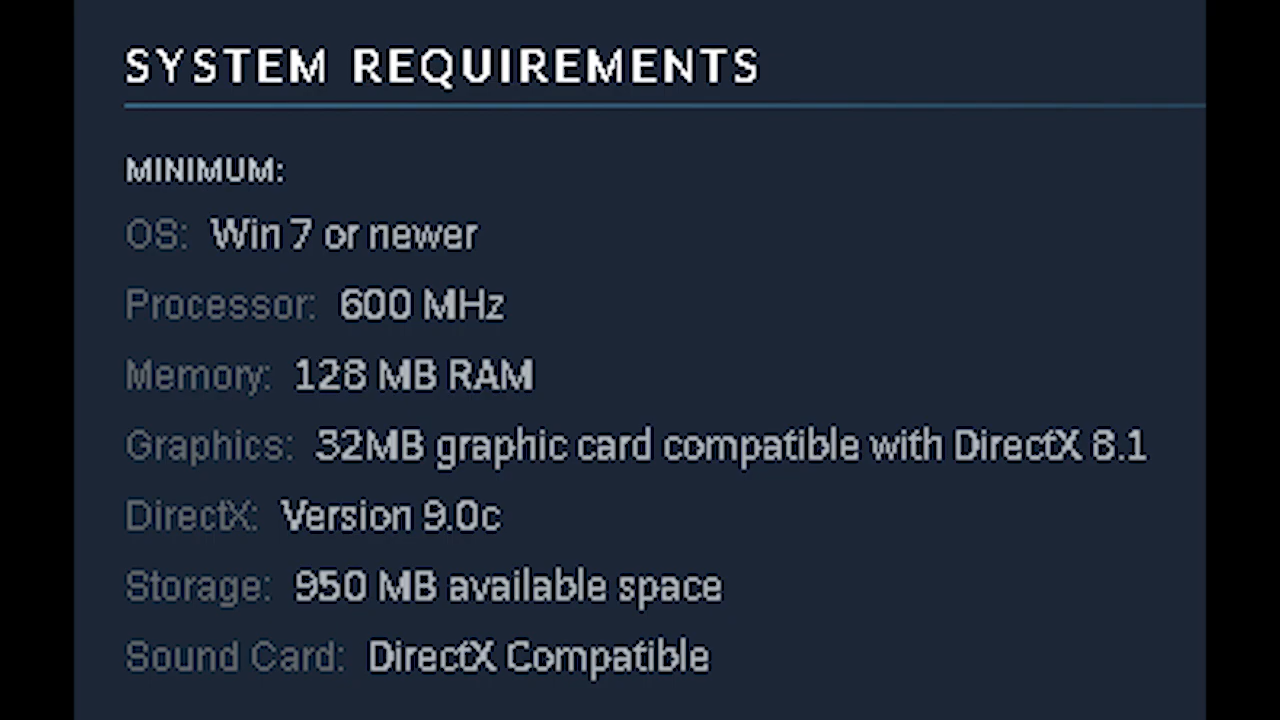 SYSTEM REQUIREMENTS
MINIMUM:
OS: Win 7 or newer
Processor: 600 MHz
Memory: 128 MB RAM
Graphics: 32MB graphic card compatible with DirectX 8.1
DirectX: Version 9.0c
Storage: 950 MB available space
Sound Card: DirectX Compatible